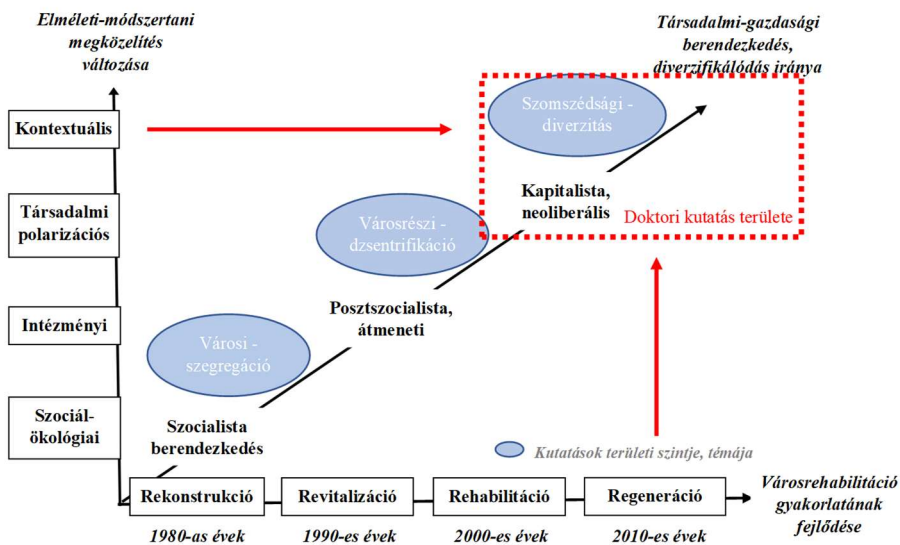 Elméleti-módszertani
megközelítés
változása
Társadalmi-gazdasági
berendezkedés,
diverzifikálódás iránya
Kontextuális
Szomszédsági -
diverzitás
Társadalmi
polarizációs
Városrészi -
dzsentrifikáció
Kapitalista,
neoliberális
Doktori kutatás területe
Intézményi
Városi -
szegregáció
Posztszocialista,
átmeneti
Szociál-
ökológiai
Szocialista
berendezkedés
Kutatások területi szintje, témája
Rekonstrukció
Revitalizáció
Rehabilitáció
Regeneráció
Városrehabilitáció
gyakorlatának
fejlődése
1980-as évek
1990-es évek
2000-es évek
2010-es évek